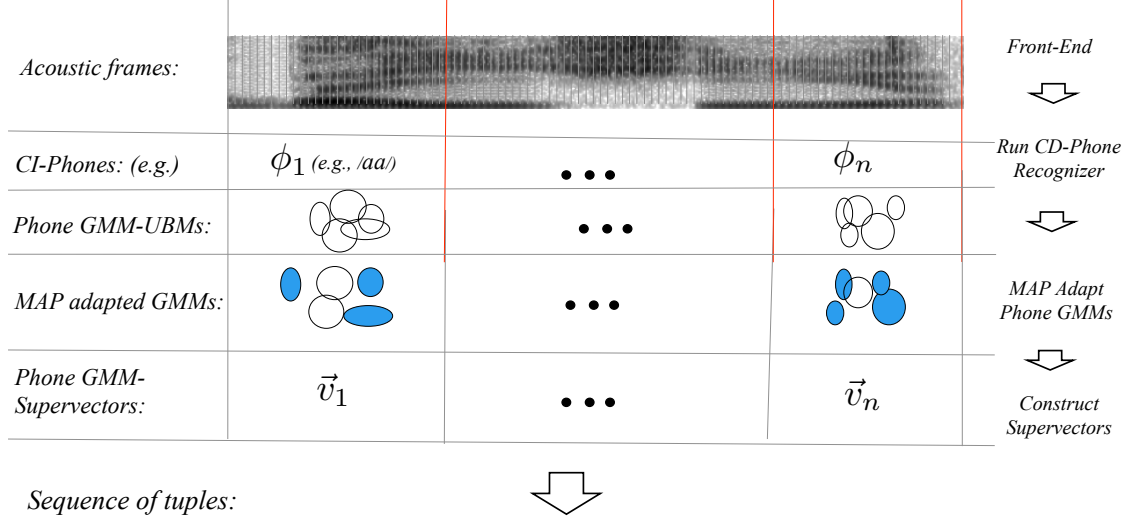 Acoustic frames:
Front-End
CI-Phones: (e.g.)
ϕ₁ (e.g., /aa/)
• • •
ϕₙ
Run CD-Phone
Recognizer
Phone GMM-UBMs:
• • •
MAP adapted GMMs:
• • •
MAP Adapt
Phone GMMs
Phone GMM-
Supervectors:
v⃗₁
• • •
v⃗ₙ
Construct
Supervectors
Sequence of tuples: